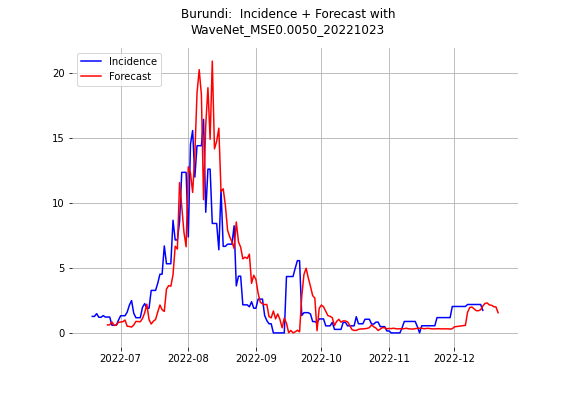 Burundi:  Incidence + Forecast with
WaveNet_MSE0.0050_20221023
Incidence
Forecast
20
15
10
5
0
2022-07 2022-08 2022-09 2022-10 2022-11 2022-12